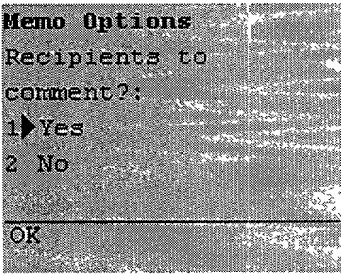 Memo Options
Recipients to
comment?:
1▶Yes
2 No
OK